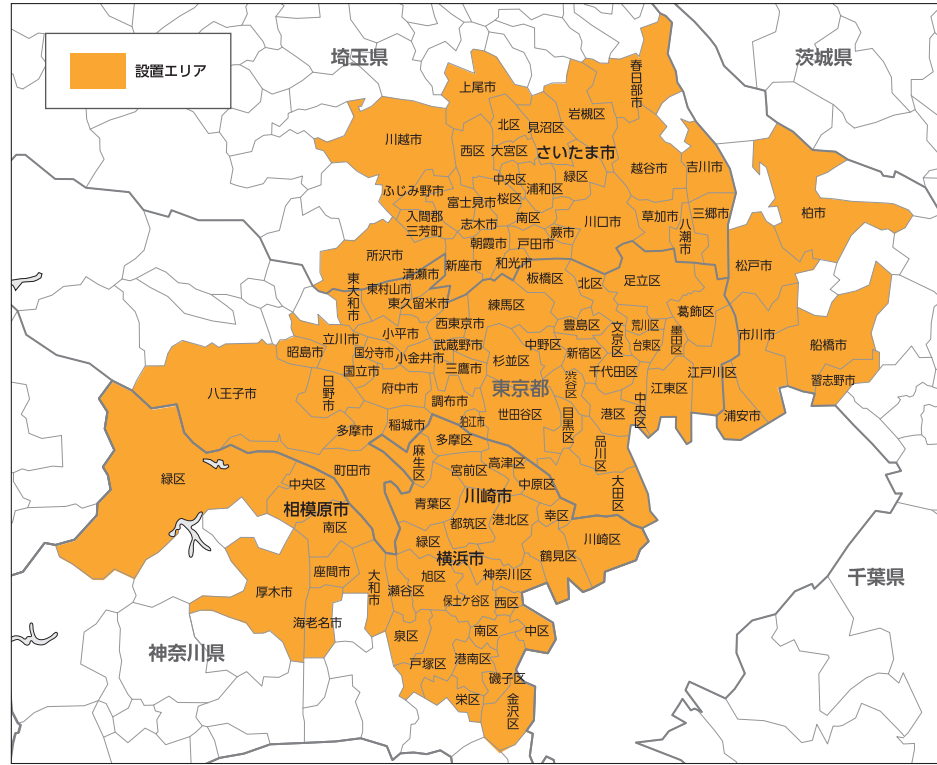 設置エリア
埼玉県
茨城県
春日部市
上尾市
岩槻区
北区
見沼区
川越市
西区
大宮区
さいたま市
越谷市
吉川市
中央区
緑区
浦和区
ふじみ野市
富士見市
桜区
入間郡
三芳町
志木市
南区
川口市
草加市
八潮市
三郷市
柏市
蕨市
朝霞市
戸田市
所沢市
清瀬市
新座市
和光市
松戸市
東大和市
東村山市
東久留米市
板橋区
北区
足立区
練馬区
葛飾区
立川市
小平市
西東京市
豊島区
文京区
荒川区
墨田区
市川市
船橋市
昭島市
国分寺市
小金井市
武蔵野市
中野区
新宿区
台東区
国立市
三鷹市
杉並区
千代田区
江戸川区
習志野市
八王子市
日野市
府中市
東京都
渋谷区
江東区
調布市
世田谷区
目黒区
港区
中央区
浦安市
多摩市
稲城市
狛江市
多摩区
品川区
麻生区
町田市
宮前区
高津区
緑区
中央区
中原区
大田区
相模原市
青葉区
川崎市
南区
都筑区
港北区
幸区
川崎区
緑区
横浜市
鶴見区
千葉県
座間市
大和市
旭区
神奈川区
厚木市
瀬谷区
保土ケ谷区
西区
海老名市
泉区
南区
中区
神奈川県
戸塚区
港南区
磯子区
栄区
金沢区